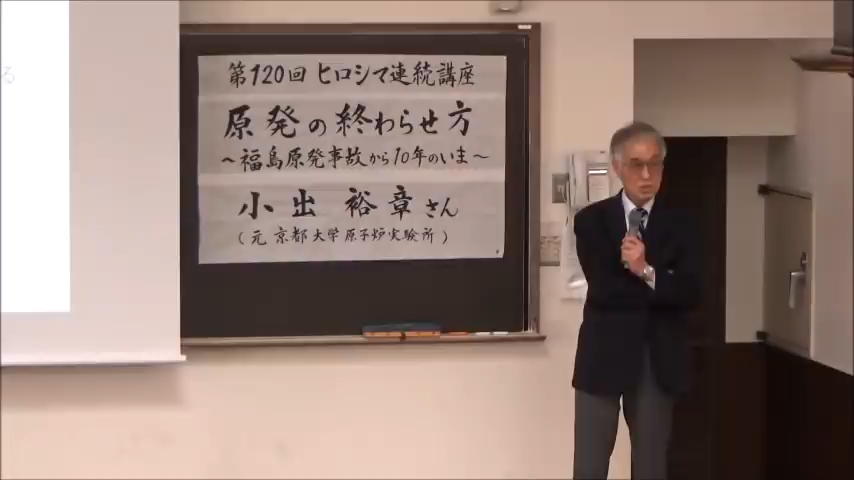 る
第120回 ヒロシマ連続講座
原発の終わらせ方
～福島原発事故から10年のいま～
小出 裕章さん
(元 京都大学原子炉実験所)